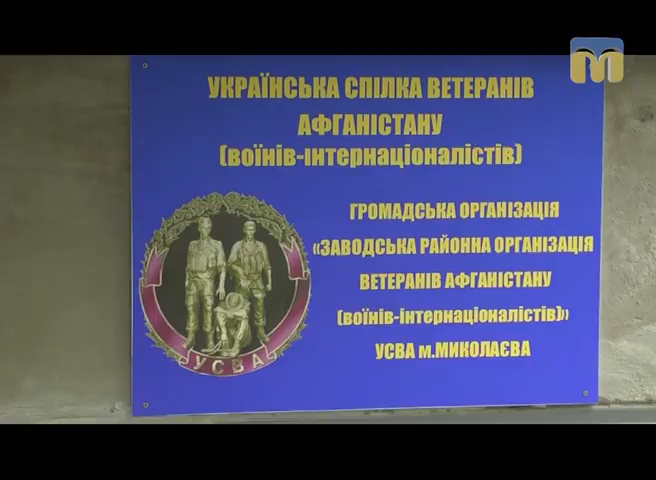 УКРАЇНСЬКА СПІЛКА ВЕТЕРАНІВ
АФГАНІСТАНУ
(воїнів-інтернаціоналістів)
ГРОМАДСЬКА ОРГАНІЗАЦІЯ
«ЗАВОДСЬКА РАЙОННА ОРГАНІЗАЦІЯ
ВЕТЕРАНІВ АФГАНІСТАНУ
(воїнів-інтернаціоналістів)»
УСВА м.МИКОЛАЄВА
УСВА